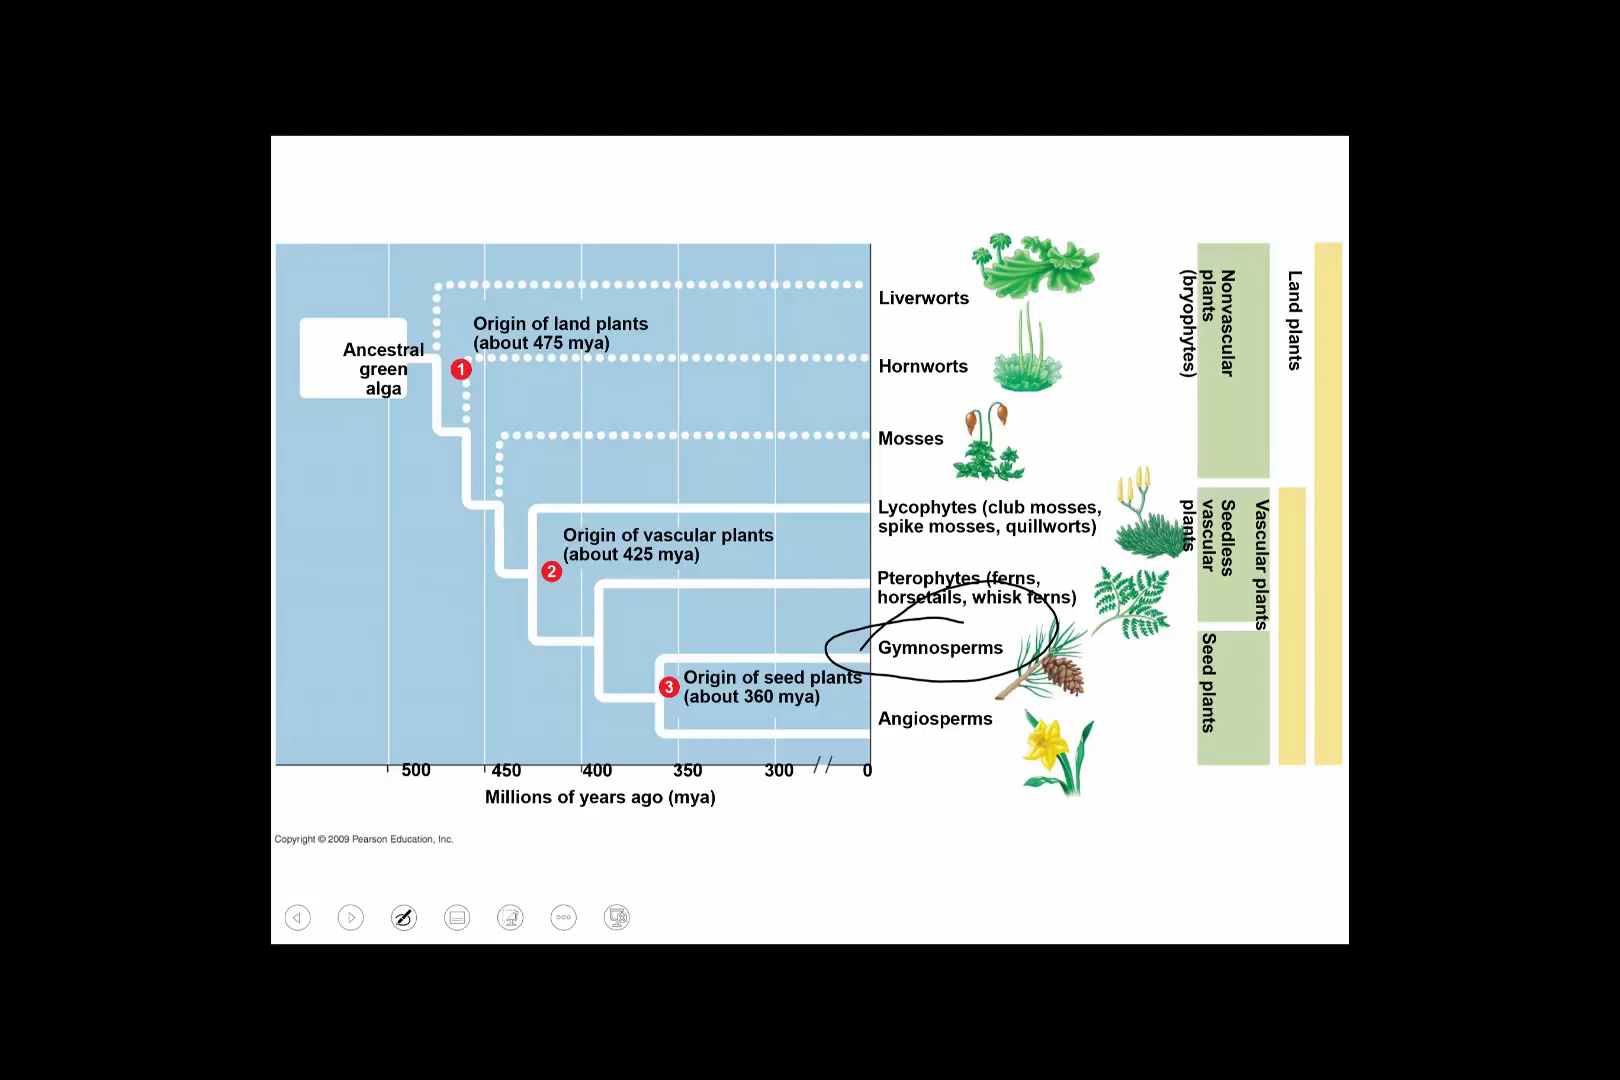 Origin of land plants
(about 475 mya)
Ancestral
green
alga
1
Liverworts
Hornworts
Mosses
Lycophytes (club mosses,
spike mosses, quillworts)
Origin of vascular plants
(about 425 mya)
2
Pterophytes (ferns,
horsetails, whisk ferns)
Gymnosperms
3
Origin of seed plants
(about 360 mya)
Angiosperms
Nonvascular
plants
(bryophytes)
Land plants
Seedless
vascular
plants
Vascular plants
Seed plants
500 450 400 350 300 0
Millions of years ago (mya)
Copyright © 2009 Pearson Education, Inc.